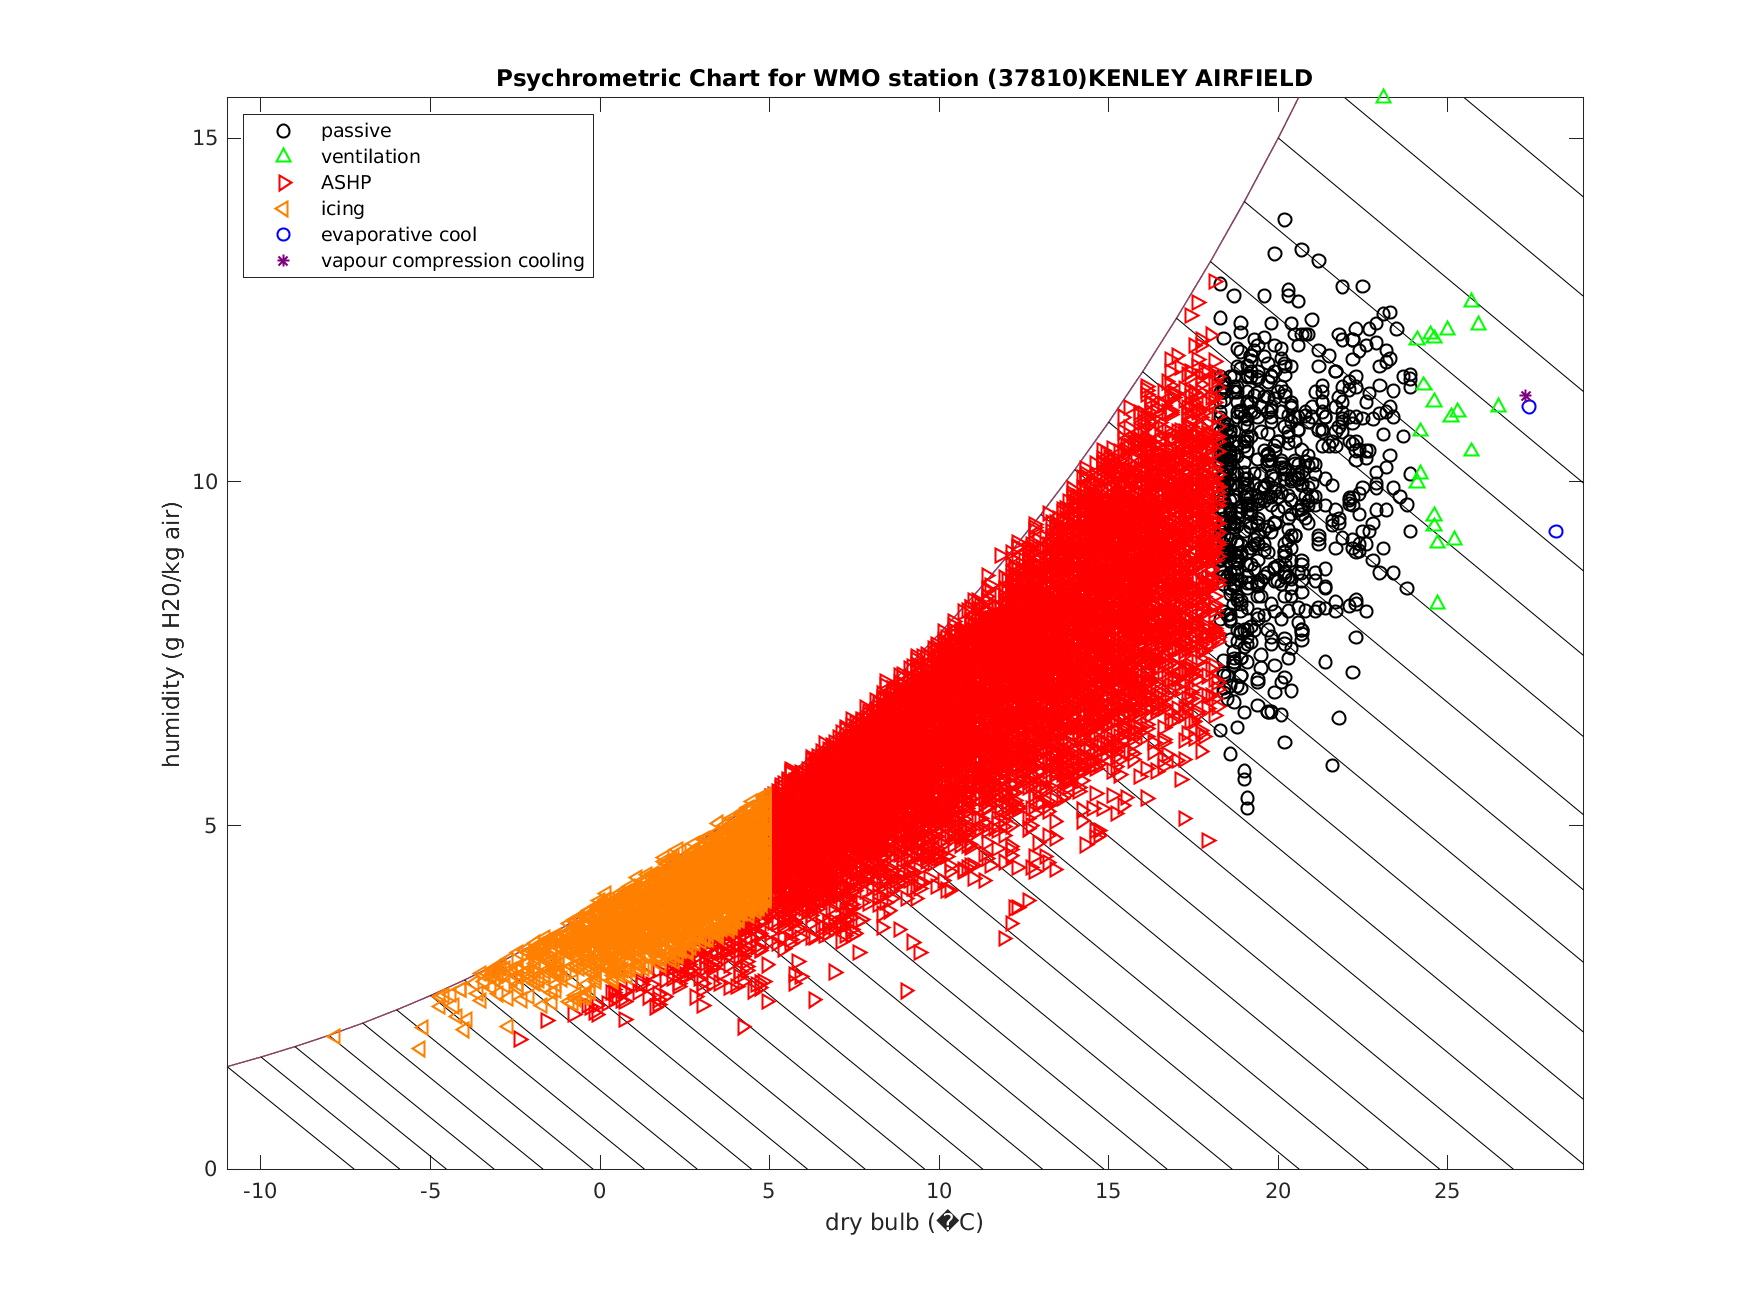 Psychrometric Chart for WMO station (37810)KENLEY AIRFIELD
passive
ventilation
ASHP
icing
evaporative cool
vapour compression cooling
15
10
5
0
humidity (g H20/kg air)
-10 -5 0 5 10 15 20 25
dry bulb (�C)